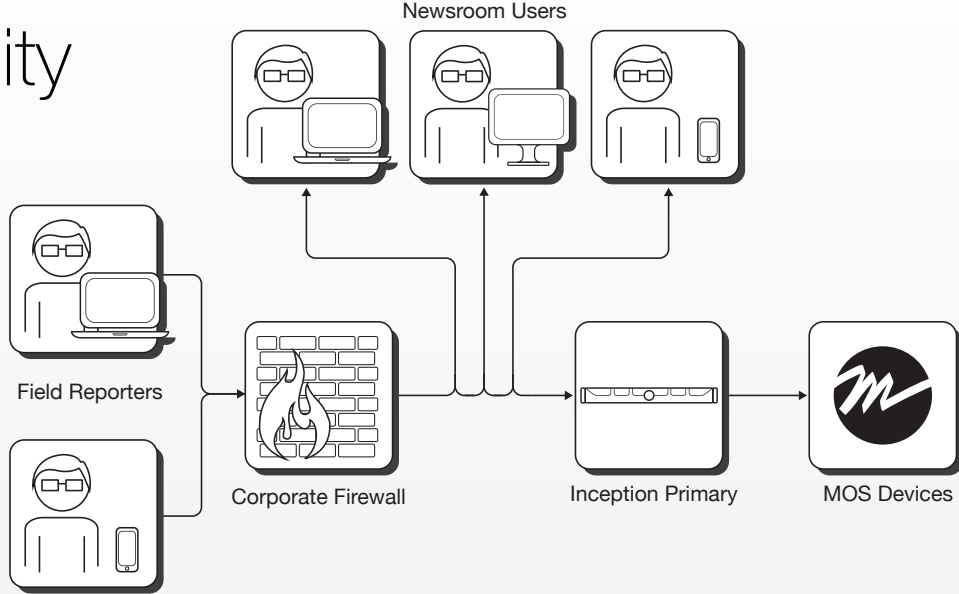 ity
Newsroom Users
Field Reporters
Corporate Firewall
Inception Primary
MOS Devices